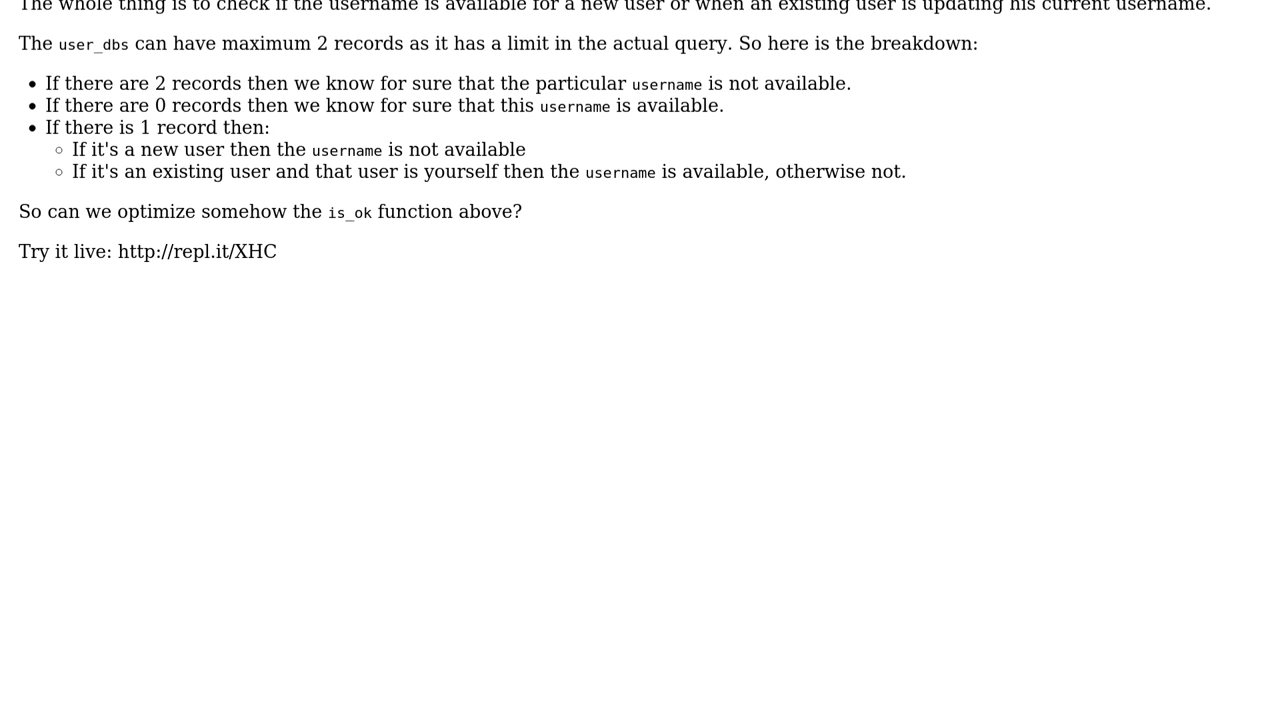 The whole thing is to check if the username is available for a new user or when an existing user is updating his current username.
The user_dbs can have maximum 2 records as it has a limit in the actual query. So here is the breakdown:
If there are 2 records then we know for sure that the particular username is not available.
If there are 0 records then we know for sure that this username is available.
If there is 1 record then:
If it's a new user then the username is not available
If it's an existing user and that user is yourself then the username is available, otherwise not.
So can we optimize somehow the is_ok function above?
Try it live: http://repl.it/XHC